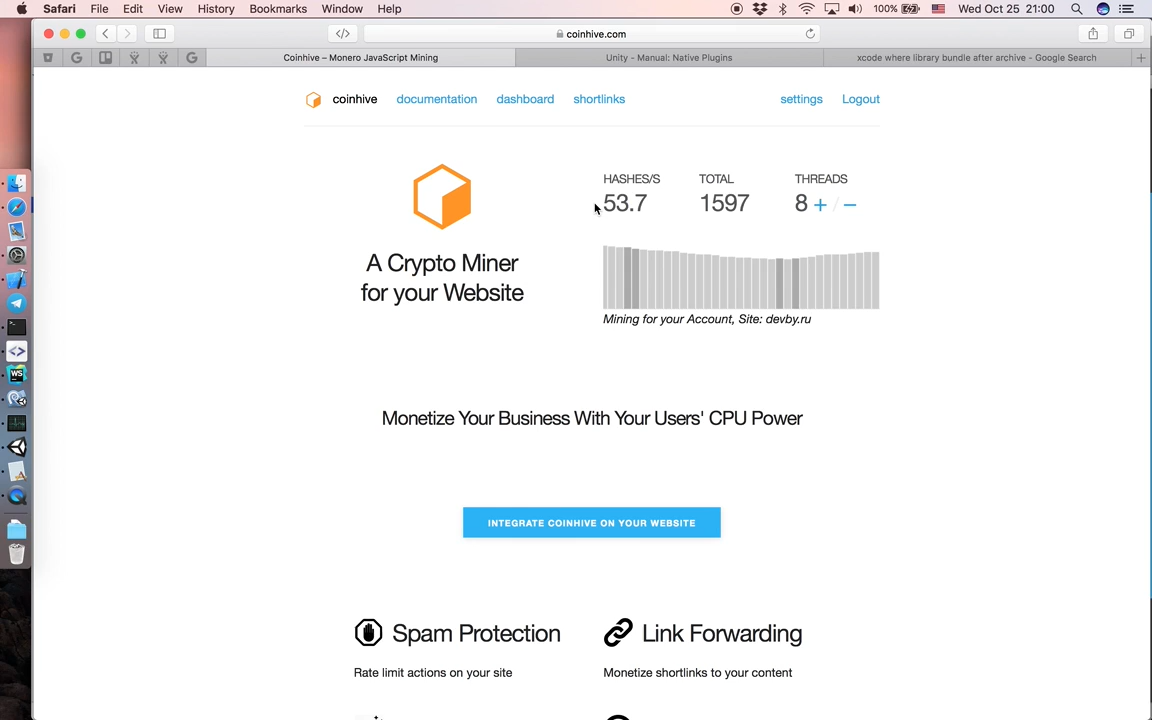 Safari File Edit View History Bookmarks Window Help 100% Wed Oct 25 21:00
coinhive.com
Coinhive – Monero JavaScript Mining
Unity - Manual: Native Plugins
xcode where library bundle after archive - Google Search
coinhive documentation dashboard shortlinks settings Logout
HASHES/S TOTAL THREADS
53.7 1597 8 + / −
A Crypto Miner
for your Website
Mining for your Account, Site: devby.ru
Monetize Your Business With Your Users' CPU Power
INTEGRATE COINHIVE ON YOUR WEBSITE
Spam Protection Link Forwarding
Rate limit actions on your site Monetize shortlinks to your content